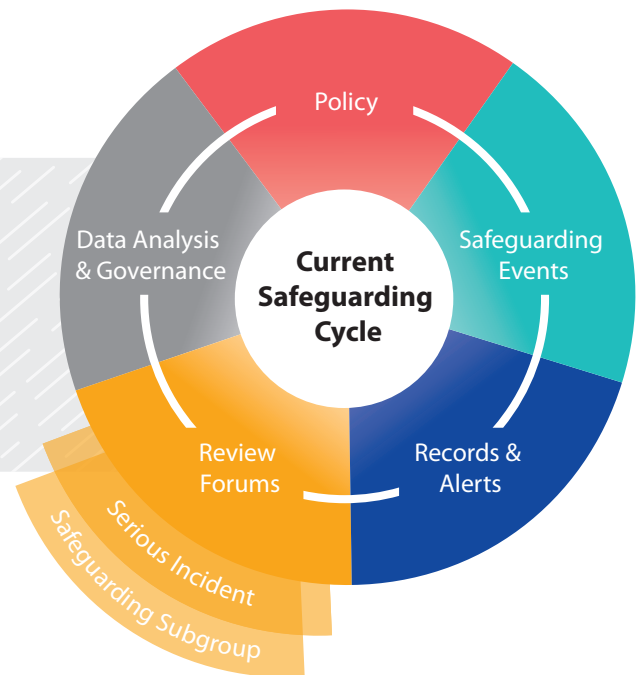 Policy
Safeguarding
Events
Records &
Alerts
Review
Forums
Serious Incident
Safeguarding Subgroup
Data Analysis
& Governance
Current
Safeguarding
Cycle